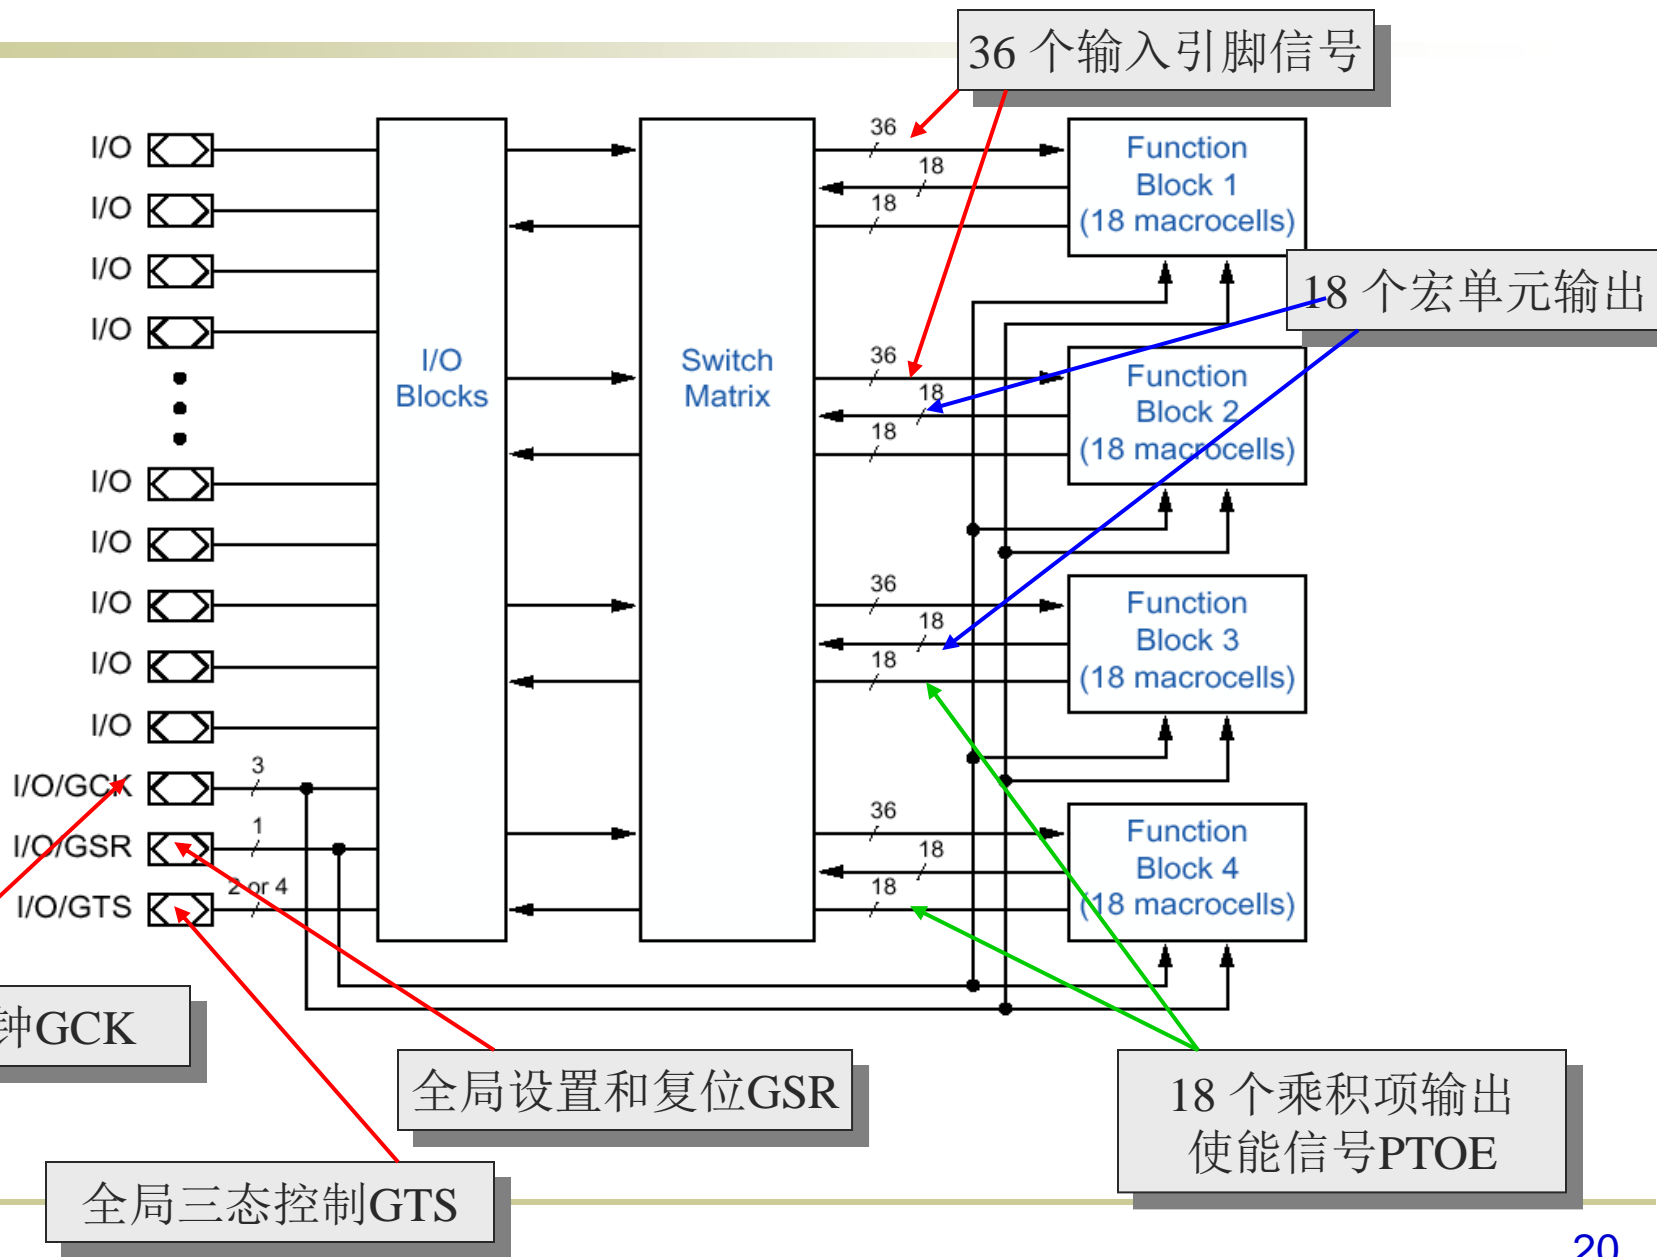 36 个输入引脚信号
I/O
I/O
I/O
I/O
I/O
I/O
I/O
I/O
I/O
I/O/GCK
I/O/GSR
I/O/GTS
3
1
2 or 4
I/O
Blocks
Switch
Matrix
36
18
18
Function
Block 1
(18 macrocells)
18 个宏单元输出
36
18
18
Function
Block 2
(18 macrocells)
36
18
18
Function
Block 3
(18 macrocells)
36
18
18
Function
Block 4
(18 macrocells)
钟GCK
全局设置和复位GSR
全局三态控制GTS
18 个乘积项输出
使能信号PTOE
20